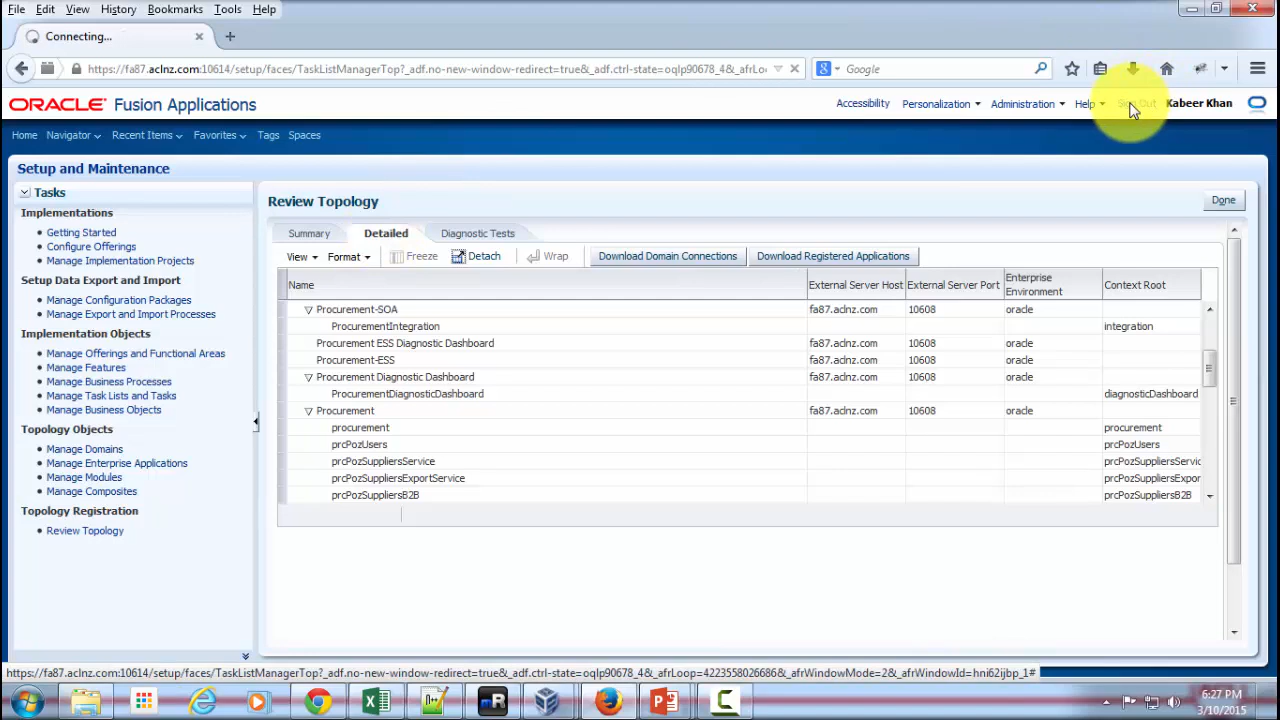 File Edit View History Bookmarks Tools Help
Connecting...
https://fa87.aclnz.com:10614/setup/faces/TaskListManagerTop?_adf.no-new-window-redirect=true&_adf.ctrl-state=oqlp90678_4&_afrLo
Google
ORACLE Fusion Applications
Accessibility Personalization Administration Help Sign Out Kabeer Khan
Home Navigator Recent Items Favorites Tags Spaces
Setup and Maintenance
Tasks
Implementations
Getting Started
Configure Offerings
Manage Implementation Projects
Setup Data Export and Import
Manage Configuration Packages
Manage Export and Import Processes
Implementation Objects
Manage Offerings and Functional Areas
Manage Features
Manage Business Processes
Manage Task Lists and Tasks
Manage Business Objects
Topology Objects
Manage Domains
Manage Enterprise Applications
Manage Modules
Manage Composites
Topology Registration
Review Topology
Review Topology
Done
Summary Detailed Diagnostic Tests
View Format Freeze Detach Wrap Download Domain Connections Download Registered Applications
Name External Server Host External Server Port Enterprise Environment Context Root
Procurement-SOA fa87.aclnz.com 10608 oracle
ProcurementIntegration integration
Procurement ESS Diagnostic Dashboard fa87.aclnz.com 10608 oracle
Procurement-ESS fa87.aclnz.com 10608 oracle
Procurement Diagnostic Dashboard fa87.aclnz.com 10608 oracle
ProcurementDiagnosticDashboard diagnosticDashboard
Procurement fa87.aclnz.com 10608 oracle
procurement procurement
prcPozUsers prcPozUsers
prcPozSuppliersService prcPozSuppliersServic
prcPozSuppliersExportService prcPozSuppliersExpor
prcPozSuppliersB2B prcPozSuppliersB2B
https://fa87.aclnz.com:10614/setup/faces/TaskListManagerTop?_adf.no-new-window-redirect=true&_adf.ctrl-state=oqlp90678_4&_afrLoop=4223558026686&_afrWindowMode=2&_afrWindowId=hni62ijbp_1#
6:27 PM
3/10/2015